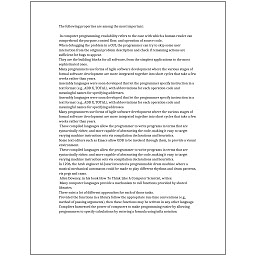 The following properties are among the most important:
In computer programming, readability refers to the ease with which a human reader can
comprehend the purpose, control flow, and operation of source code.
When debugging the problem in a GUI, the programmer can try to skip some user
interaction from the original problem description and check if remaining actions are
sufficient for bugs to appear.
They are the building blocks for all software, from the simplest applications to the most
sophisticated ones.
Many programmers use forms of Agile software development where the various stages of
formal software development are more integrated together into short cycles that take a few
weeks rather than years.
Assembly languages were soon developed that let the programmer specify instruction in a
text format (e.g., ADD X, TOTAL), with abbreviations for each operation code and
meaningful names for specifying addresses.
Assembly languages were soon developed that let the programmer specify instruction in a
text format (e.g., ADD X, TOTAL), with abbreviations for each operation code and
meaningful names for specifying addresses.
Many programmers use forms of Agile software development where the various stages of
formal software development are more integrated together into short cycles that take a few
weeks rather than years.
These compiled languages allow the programmer to write programs in terms that are
syntactically richer, and more capable of abstracting the code, making it easy to target
varying machine instruction sets via compilation declarations and heuristics.
Some text editors such as Emacs allow GDB to be invoked through them, to provide a visual
environment.
These compiled languages allow the programmer to write programs in terms that are
syntactically richer, and more capable of abstracting the code, making it easy to target
varying machine instruction sets via compilation declarations and heuristics.
In 1206, the Arab engineer Al-Jazari invented a programmable drum machine where a
musical mechanical automaton could be made to play different rhythms and drum patterns,
via pegs and cams.
Allen Downey, in his book How To Think Like A Computer Scientist, writes:
Many computer languages provide a mechanism to call functions provided by shared
libraries.
There exist a lot of different approaches for each of those tasks.
Provided the functions in a library follow the appropriate run-time conventions (e.g.,
method of passing arguments), then these functions may be written in any other language.
Compilers harnessed the power of computers to make programming easier by allowing
programmers to specify calculations by entering a formula using infix notation.